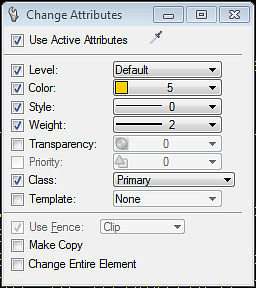 Change Attributes
Use Active Attributes
Level: Default
Color: 5
Style: 0
Weight: 2
Transparency: 0
Priority: 0
Class: Primary
Template: None
Use Fence: Clip
Make Copy
Change Entire Element